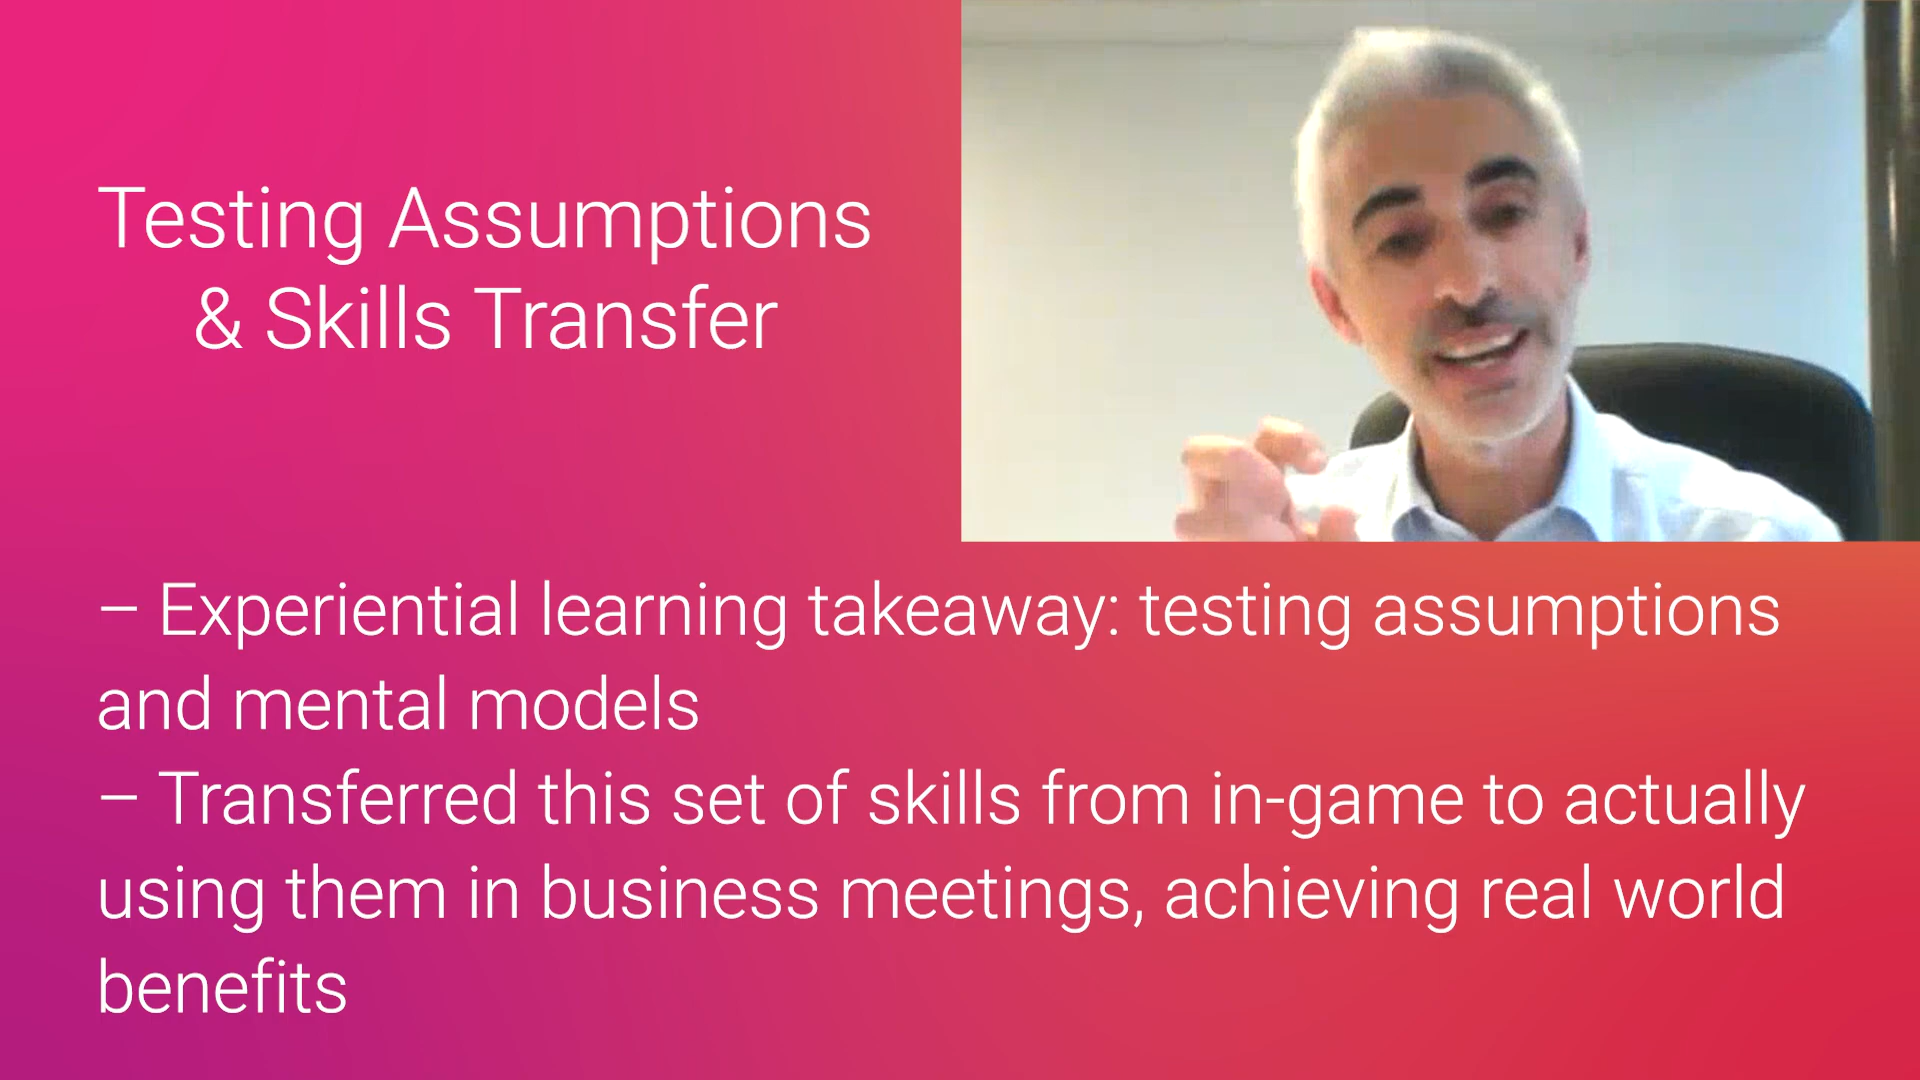 Testing Assumptions
& Skills Transfer
– Experiential learning takeaway: testing assumptions
and mental models
– Transferred this set of skills from in-game to actually
using them in business meetings, achieving real world
benefits